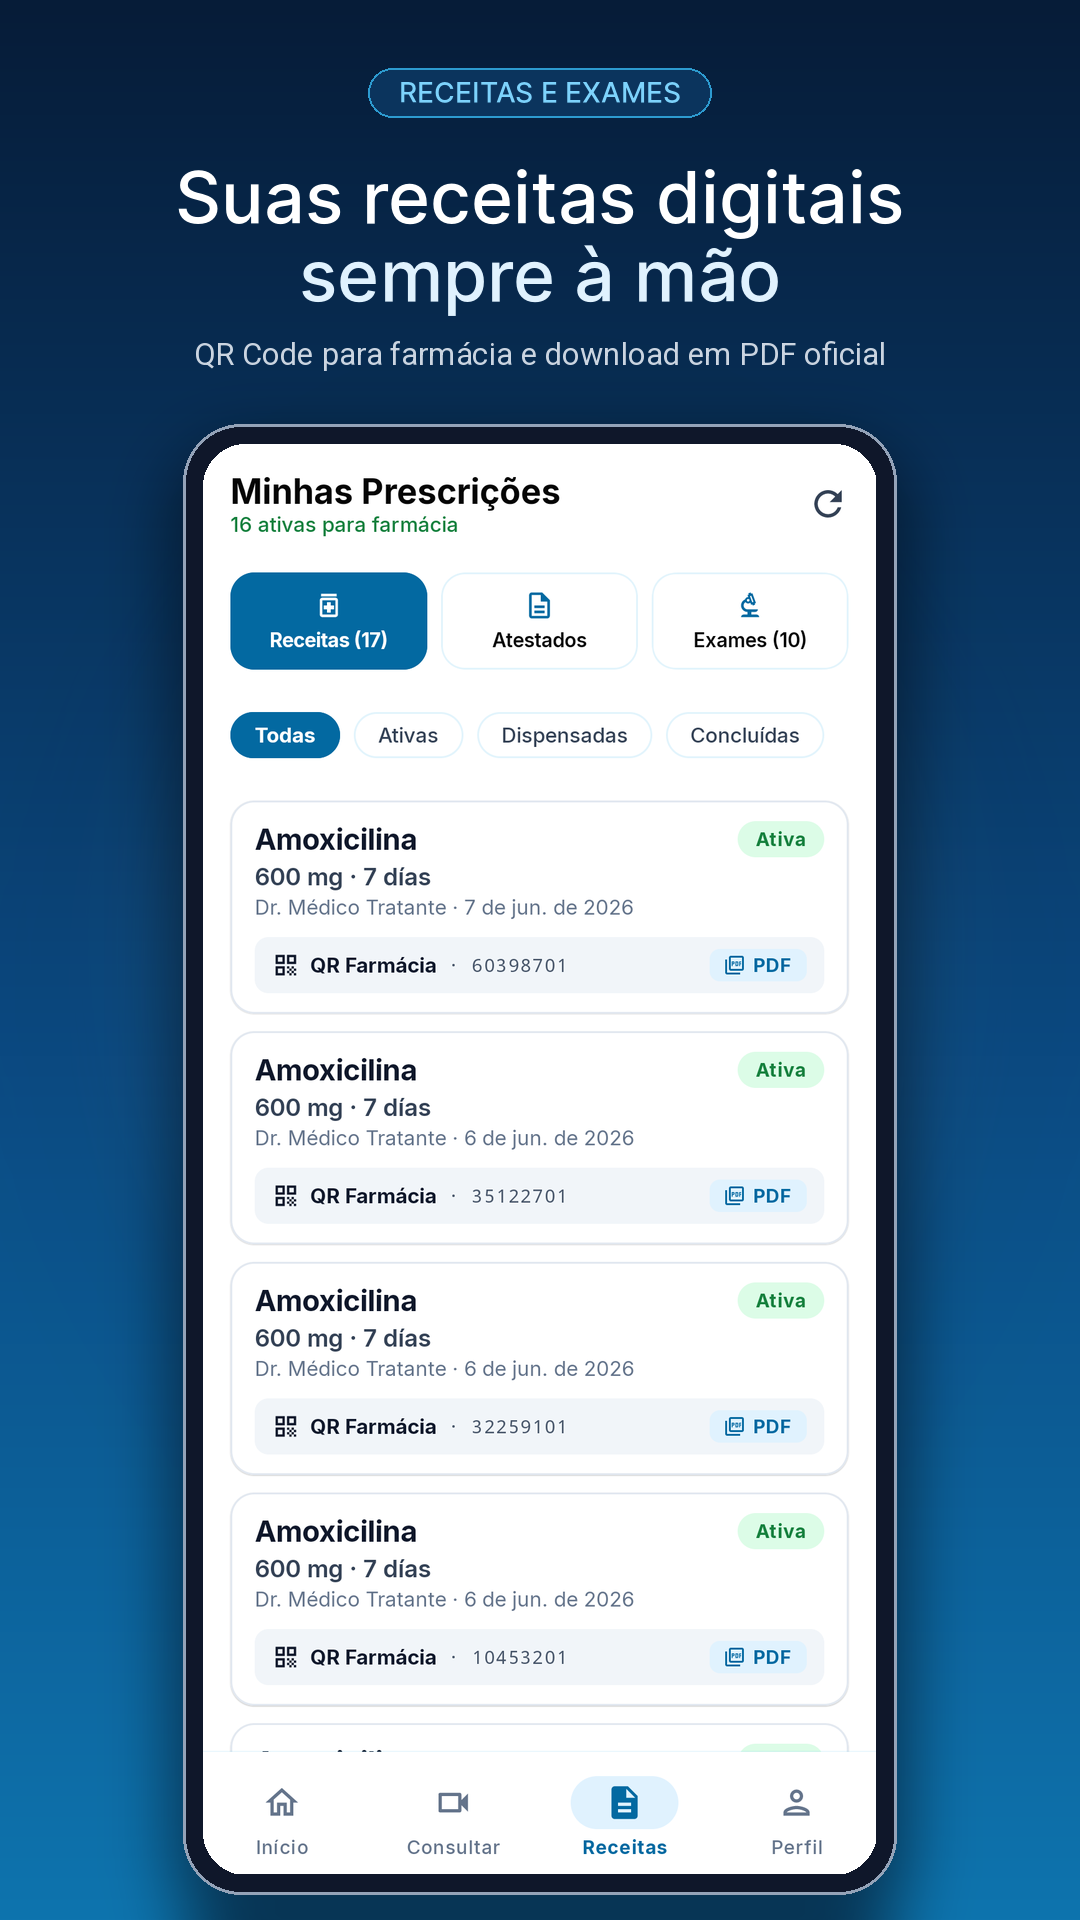 RECEITAS E EXAMES
Suas receitas digitais
sempre à mão
QR Code para farmácia e download em PDF oficial
Minhas Prescrições
16 ativas para farmácia
Receitas (17)
Atestados
Exames (10)
Todas
Ativas
Dispensadas
Concluídas
Amoxicilina
Ativa
600 mg · 7 días
Dr. Médico Tratante · 7 de jun. de 2026
QR Farmácia · 60398701
PDF
Amoxicilina
Ativa
600 mg · 7 días
Dr. Médico Tratante · 6 de jun. de 2026
QR Farmácia · 35122701
PDF
Amoxicilina
Ativa
600 mg · 7 días
Dr. Médico Tratante · 6 de jun. de 2026
QR Farmácia · 32259101
PDF
Amoxicilina
Ativa
600 mg · 7 días
Dr. Médico Tratante · 6 de jun. de 2026
QR Farmácia · 10453201
PDF
Início
Consultar
Receitas
Perfil